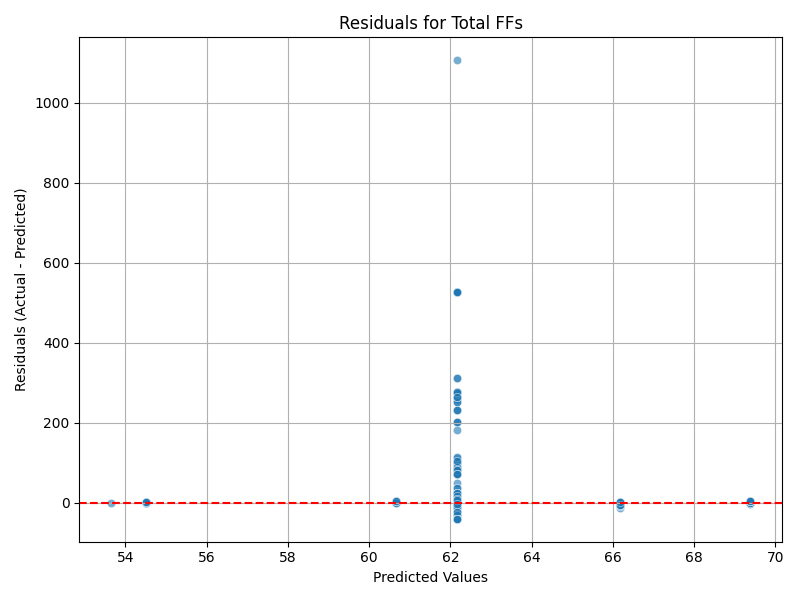 Residuals for Total FFs
Residuals (Actual - Predicted)
1000
800
600
400
200
0
54 56 58 60 62 64 66 68 70
Predicted Values